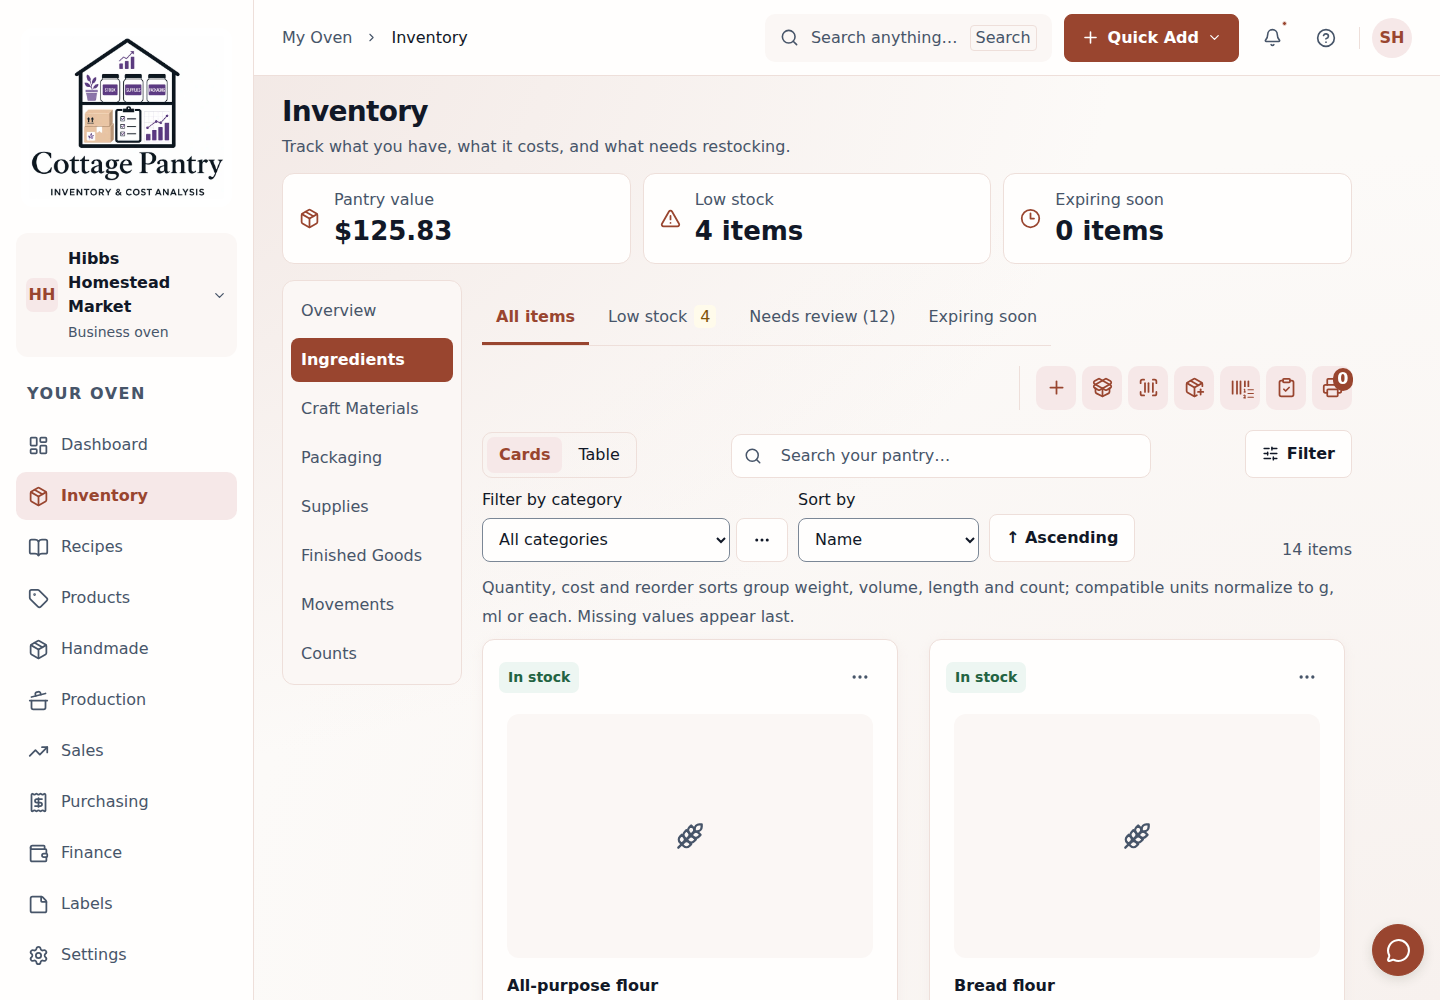 My Oven
Inventory
Search anything...
Search
Quick Add
SH
STOCK
SUPPLIES
PACKAGING
Cottage Pantry
INVENTORY & COST ANALYSIS
HH
Hibbs
Homestead
Market
Business oven
YOUR OVEN
Dashboard
Inventory
Recipes
Products
Handmade
Production
Sales
Purchasing
Finance
Labels
Settings
Inventory
Track what you have, what it costs, and what needs restocking.
Pantry value
$125.83
Low stock
4 items
Expiring soon
0 items
Overview
Ingredients
Craft Materials
Packaging
Supplies
Finished Goods
Movements
Counts
All items
Low stock 4
Needs review (12)
Expiring soon
0
Cards
Table
Search your pantry...
Filter
Filter by category
Sort by
All categories
...
Name
↑ Ascending
14 items
Quantity, cost and reorder sorts group weight, volume, length and count; compatible units normalize to g,
ml or each. Missing values appear last.
In stock
In stock
All-purpose flour
Bread flour